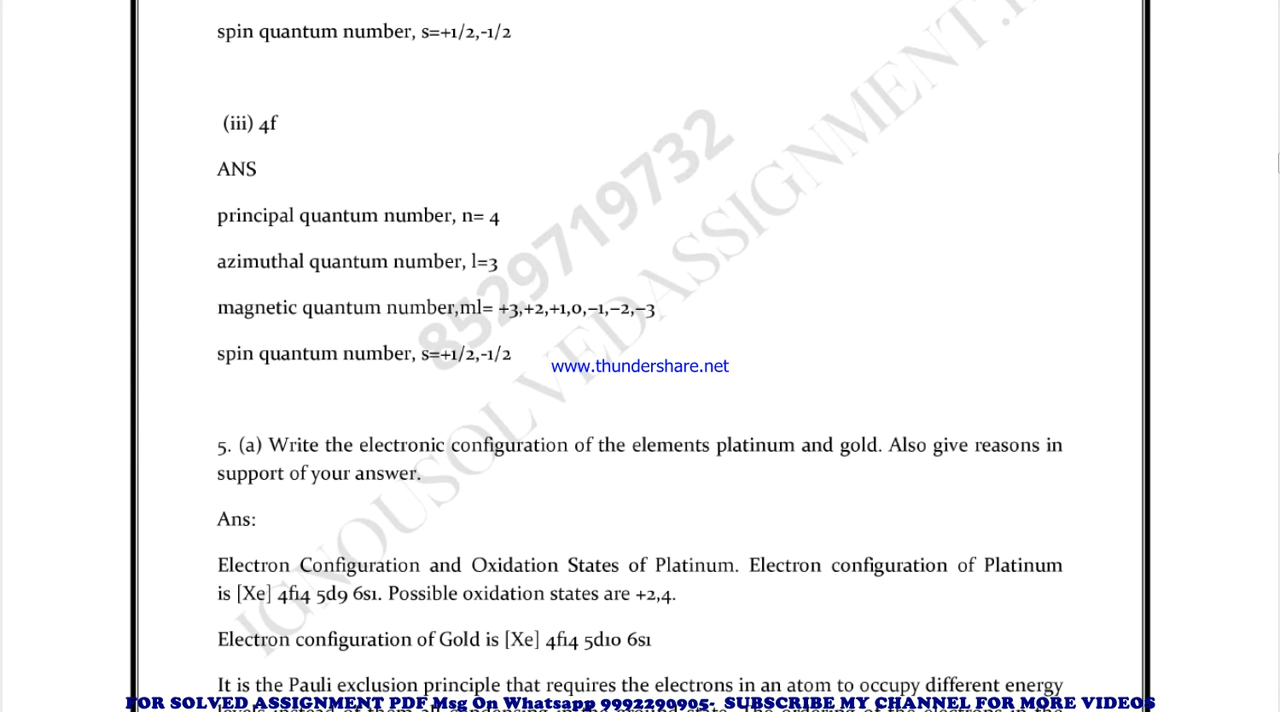 spin quantum number, s=+1/2,-1/2
(iii) 4f
ANS
principal quantum number, n= 4
azimuthal quantum number, l=3
magnetic quantum number,ml= +3,+2,+1,0,−1,−2,−3
spin quantum number, s=+1/2,-1/2
www.thundershare.net
8529719732
IGNOUSOLVEDASSIGNMENT.
5. (a) Write the electronic configuration of the elements platinum and gold. Also give reasons in
support of your answer.
Ans:
Electron Configuration and Oxidation States of Platinum. Electron configuration of Platinum
is [Xe] 4f14 5d9 6s1. Possible oxidation states are +2,4.
Electron configuration of Gold is [Xe] 4f14 5d10 6s1
It is the Pauli exclusion principle that requires the electrons in an atom to occupy different energy
FOR SOLVED ASSIGNMENT PDF Msg On Whatsapp 9992290905- SUBSCRIBE MY CHANNEL FOR MORE VIDEOS